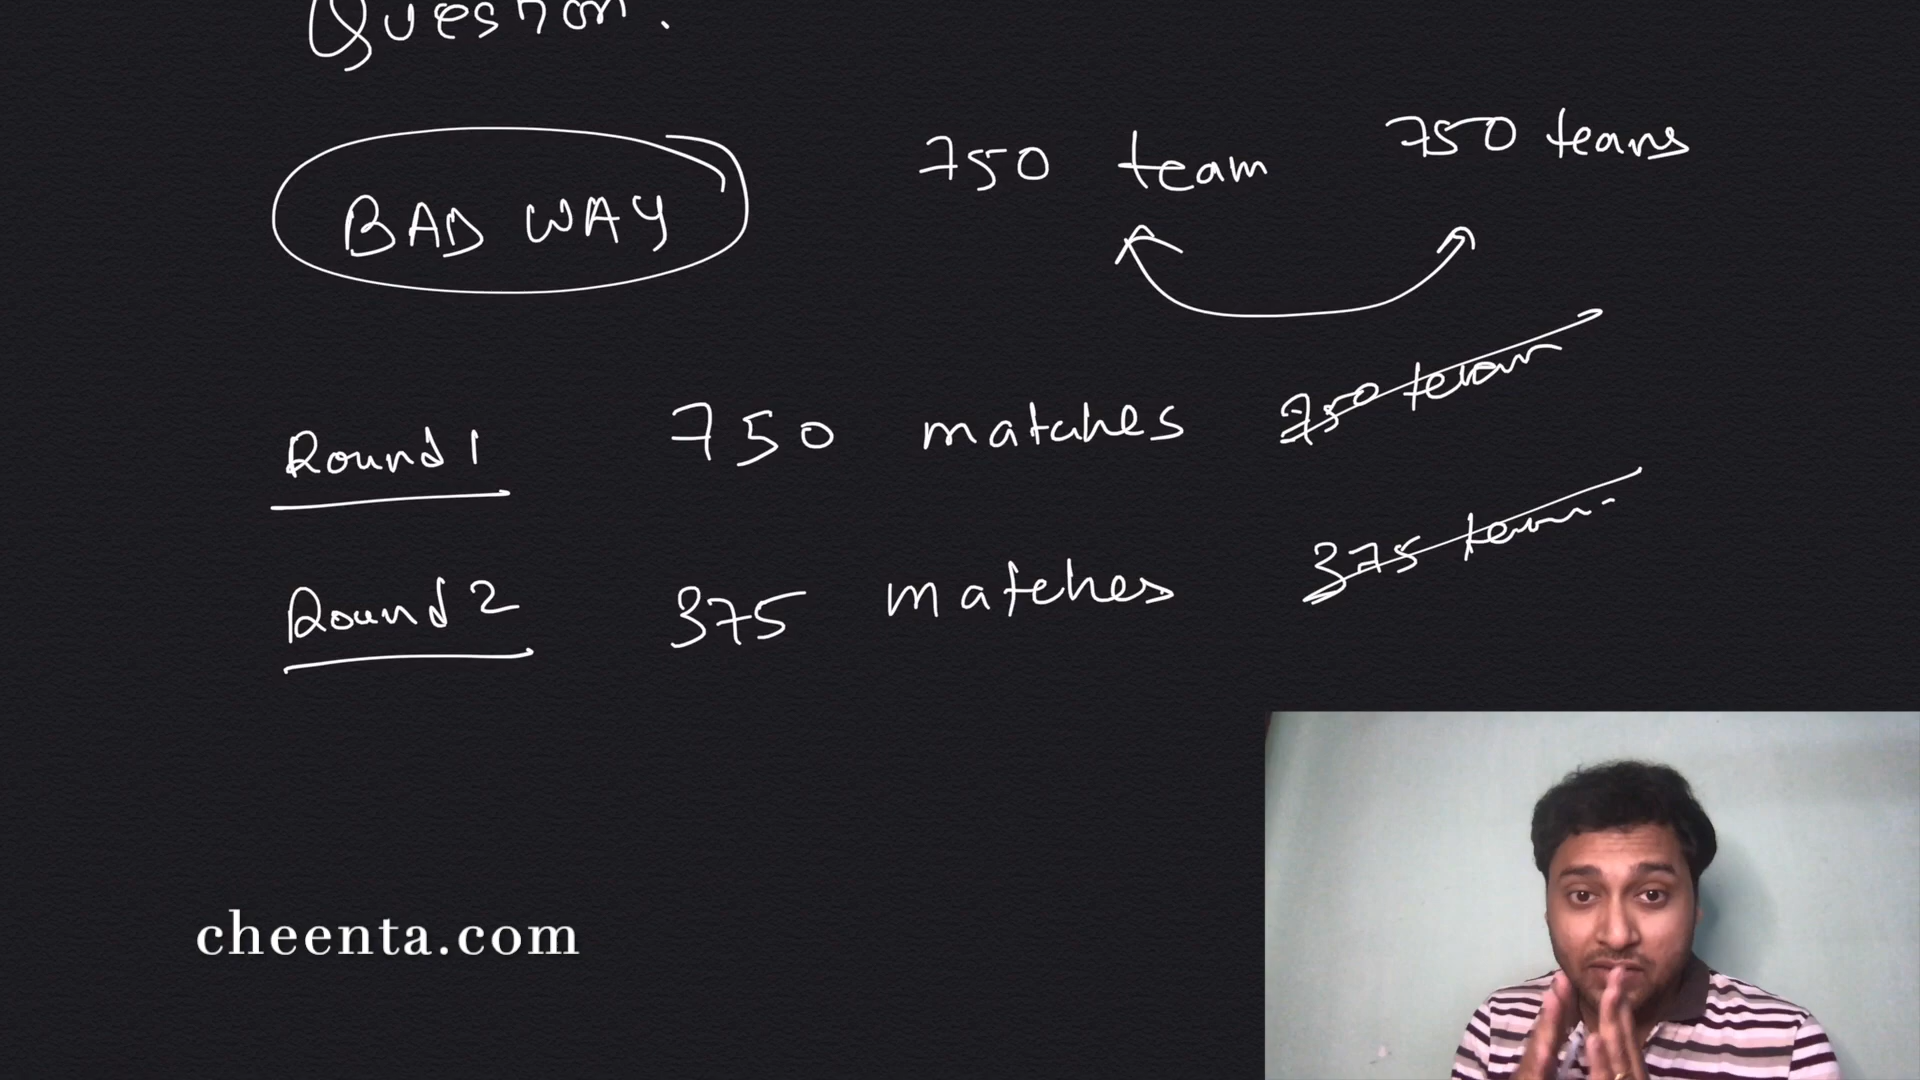 Question.
750 team 750 teams
BAD WAY
Round 1 750 matches 750 team
Round 2 375 matches 375 team
cheenta.com